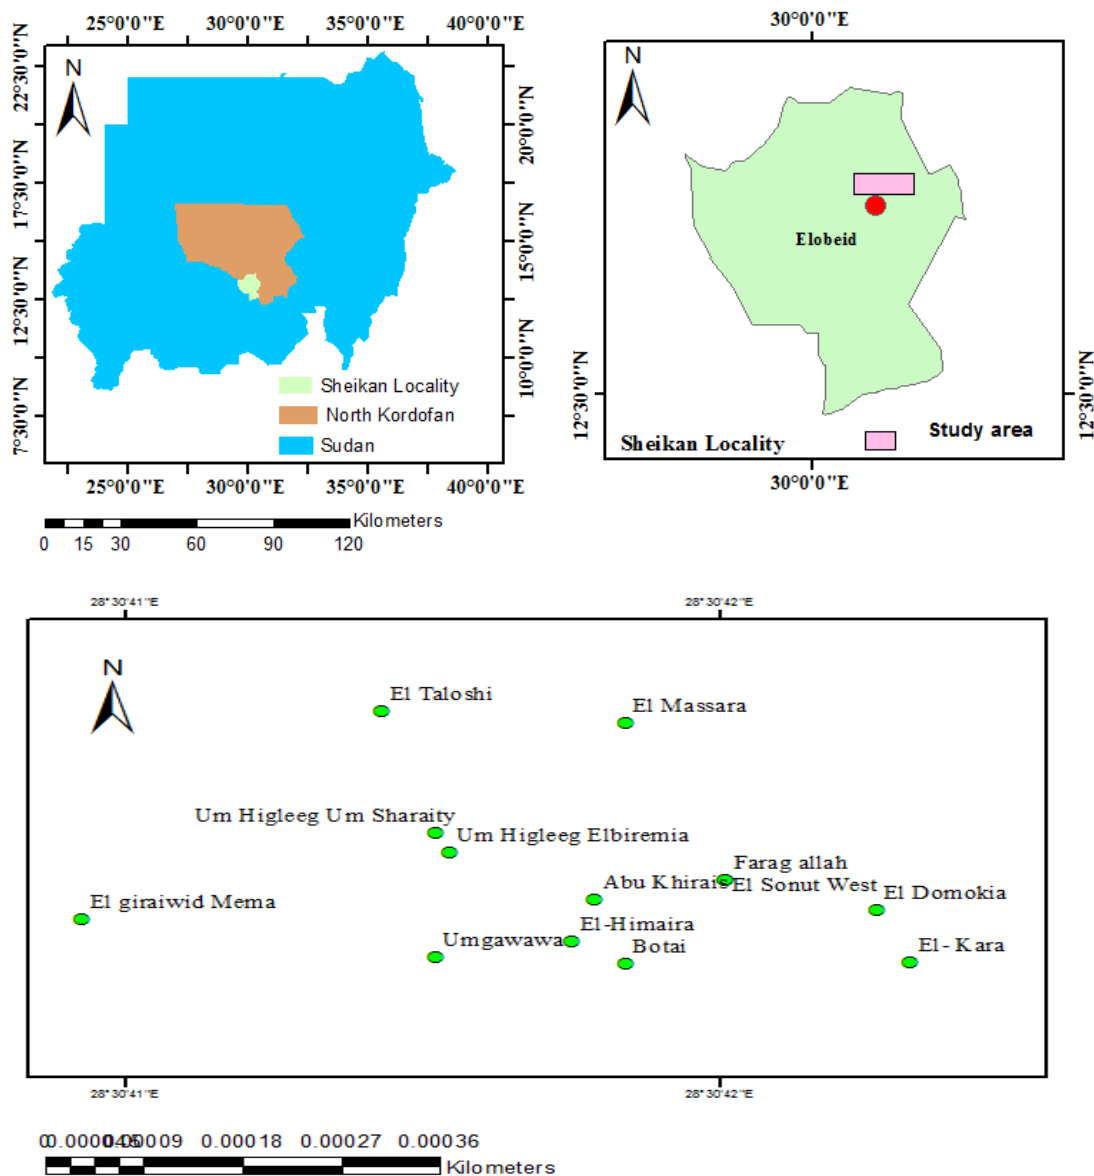 25°0'0"E 30°0'0"E 35°0'0"E 40°0'0"E
N
22°30'0"N
17°30'0"N
12°30'0"N
7°30'0"N
20°0'0"N
15°0'0"N
10°0'0"N
Sheikan Locality
North Kordofan
Sudan
25°0'0"E 30°0'0"E 35°0'0"E 40°0'0"E
Kilometers
0 15 30 60 90 120
30°0'0"E
N
Elobeid
12°30'0"N
12°30'0"N
Sheikan Locality
Study area
30°0'0"E
28°30'41"E 28°30'42"E
N
El Taloshi
El Massara
Um Higleeg Um Sharaity
Um Higleeg Elbiremia
Farag allah
Abu Khirais
El Sonut West
El Domokia
El giraiwid Mema
El-Himaira
Umgawawa
Botai
El- Kara
28°30'41"E 28°30'42"E
0 0.00009 0.00018 0.00027 0.00036
Kilometers